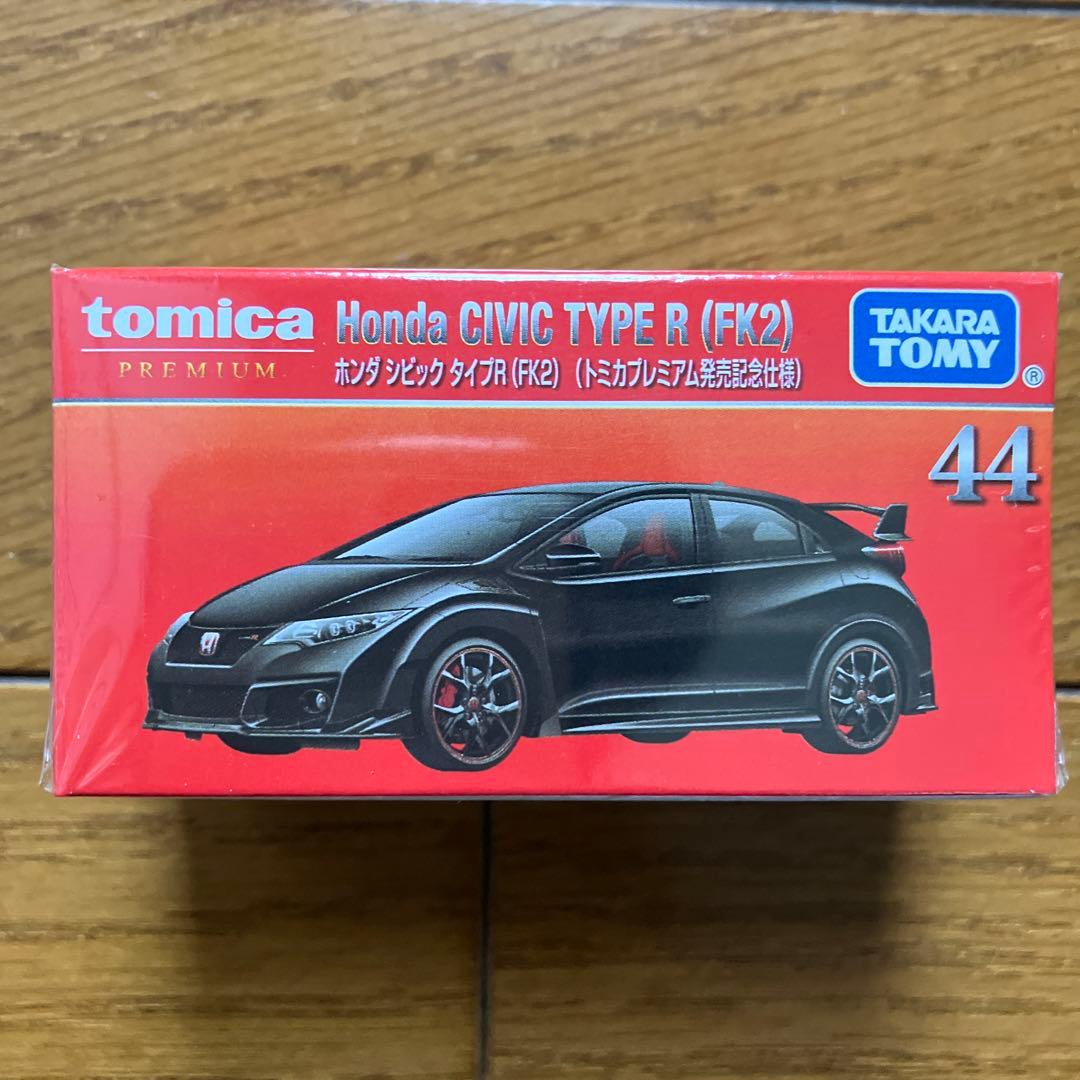 tomica
PREMIUM
Honda CIVIC TYPE R (FK2)
ホンダ シビック タイプR (FK2) (トミカプレミアム発売記念仕様)
TAKARA
TOMY
®
44